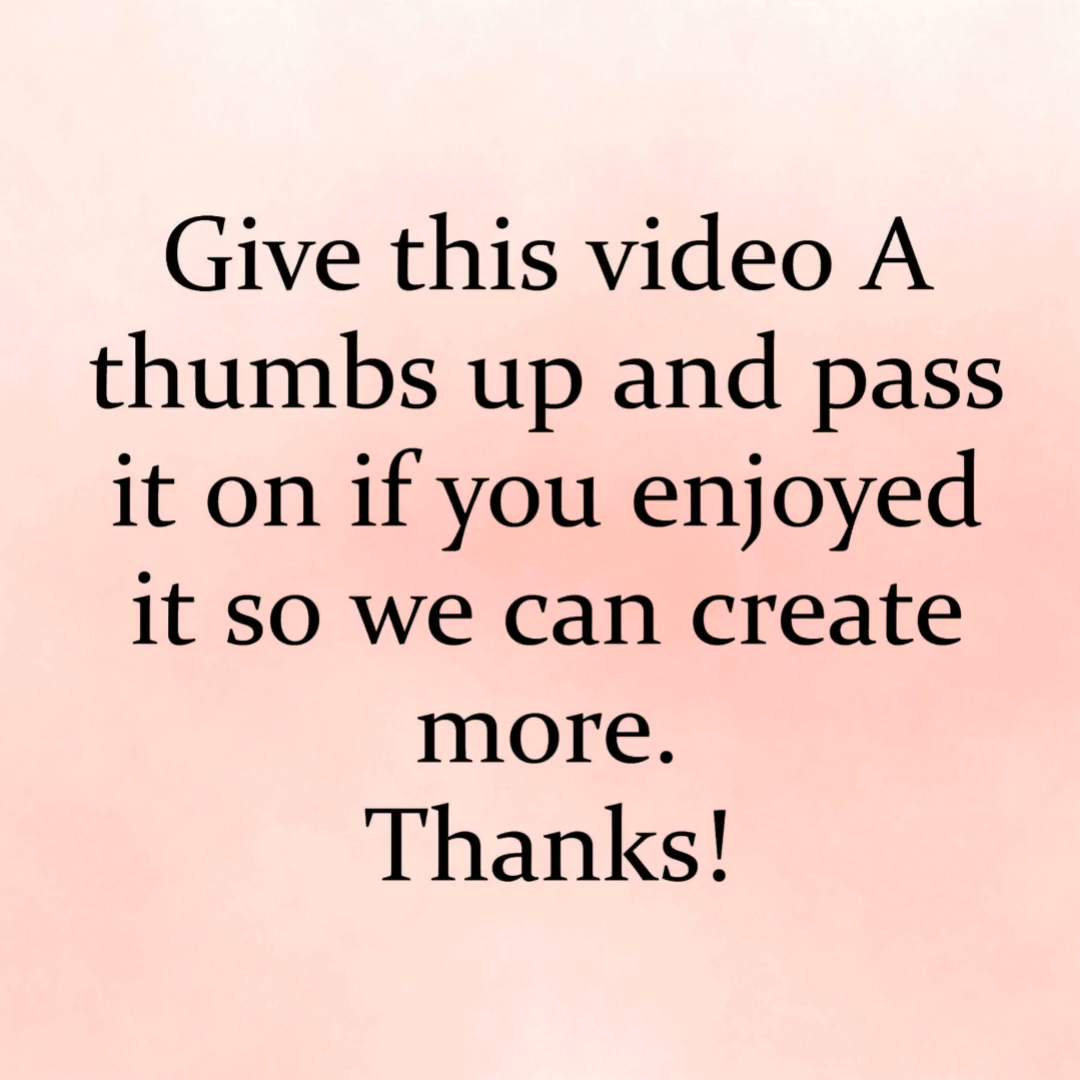 Give this video A
thumbs up and pass
it on if you enjoyed
it so we can create
more.
Thanks!